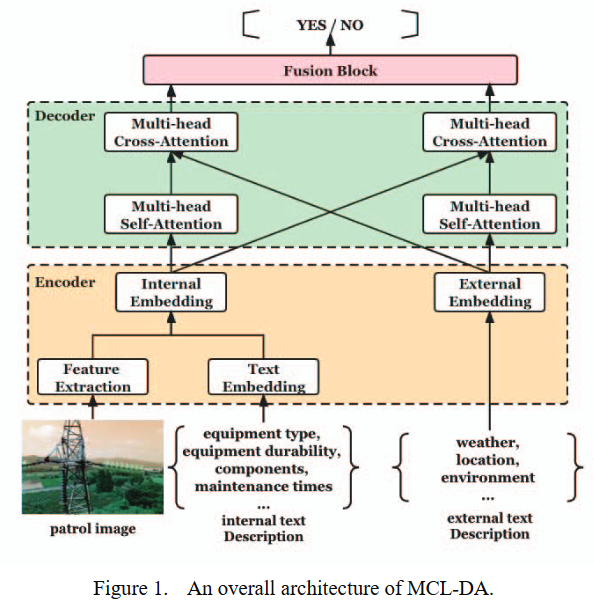 YES / NO
Fusion Block
Decoder
Multi-head
Cross-Attention
Multi-head
Cross-Attention
Multi-head
Self-Attention
Multi-head
Self-Attention
Encoder
Internal
Embedding
External
Embedding
Feature
Extraction
Text
Embedding
equipment type,
equipment durability,
components,
maintenance times
...
weather,
location,
environment
...
patrol image
internal text
Description
external text
Description
Figure 1. An overall architecture of MCL-DA.